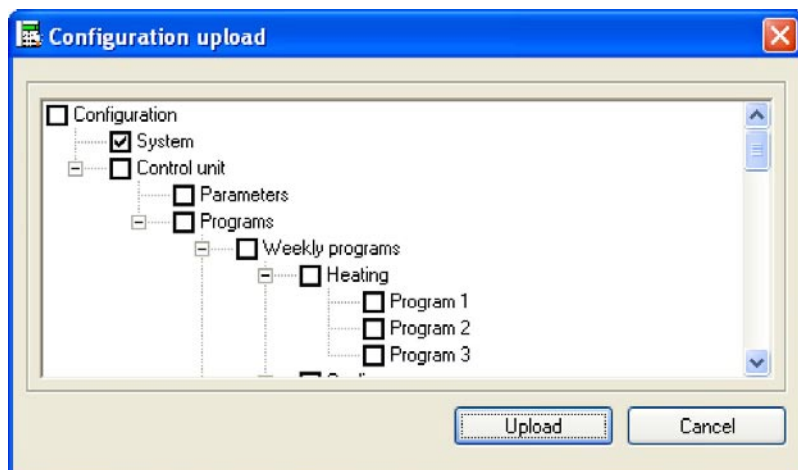 Configuration upload
Configuration
System
Control unit
Parameters
Programs
Weekly programs
Heating
Program 1
Program 2
Program 3
Upload Cancel